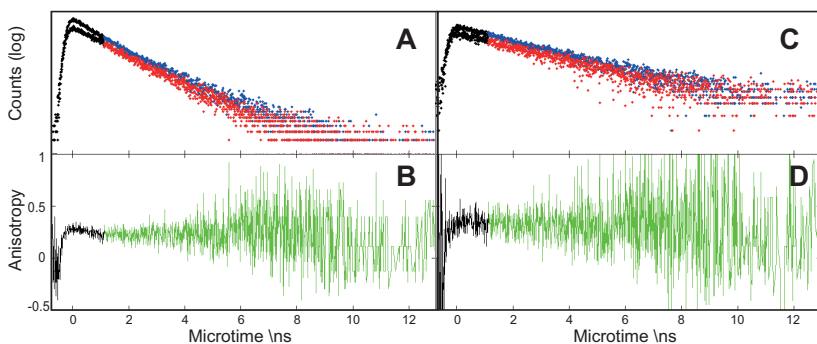 Counts (log)
A
C
1
0.5
0
-0.5
Anisotropy
B
D
0 2 4 6 8 10 12
0 2 4 6 8 10 12
Microtime \ns
Microtime \ns